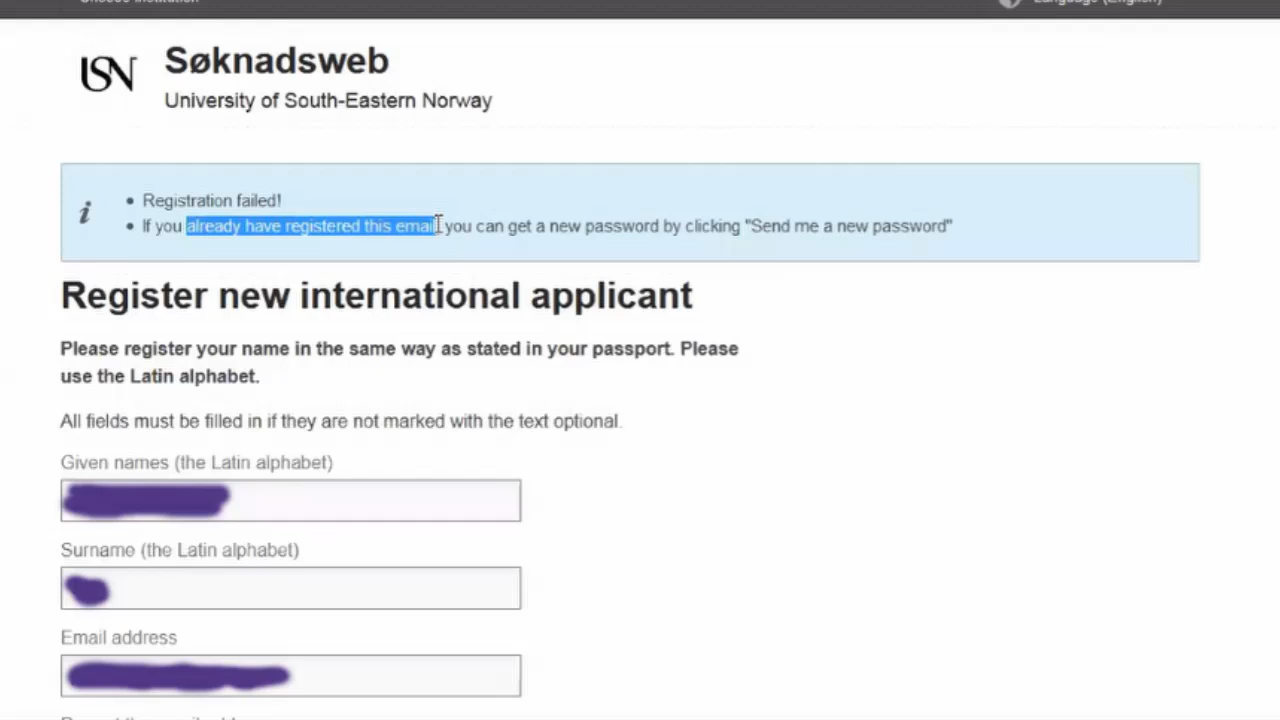 USN
Søknadsweb
University of South-Eastern Norway
Registration failed!
If you already have registered this email you can get a new password by clicking "Send me a new password"
Register new international applicant
Please register your name in the same way as stated in your passport. Please
use the Latin alphabet.
All fields must be filled in if they are not marked with the text optional.
Given names (the Latin alphabet)
Surname (the Latin alphabet)
Email address